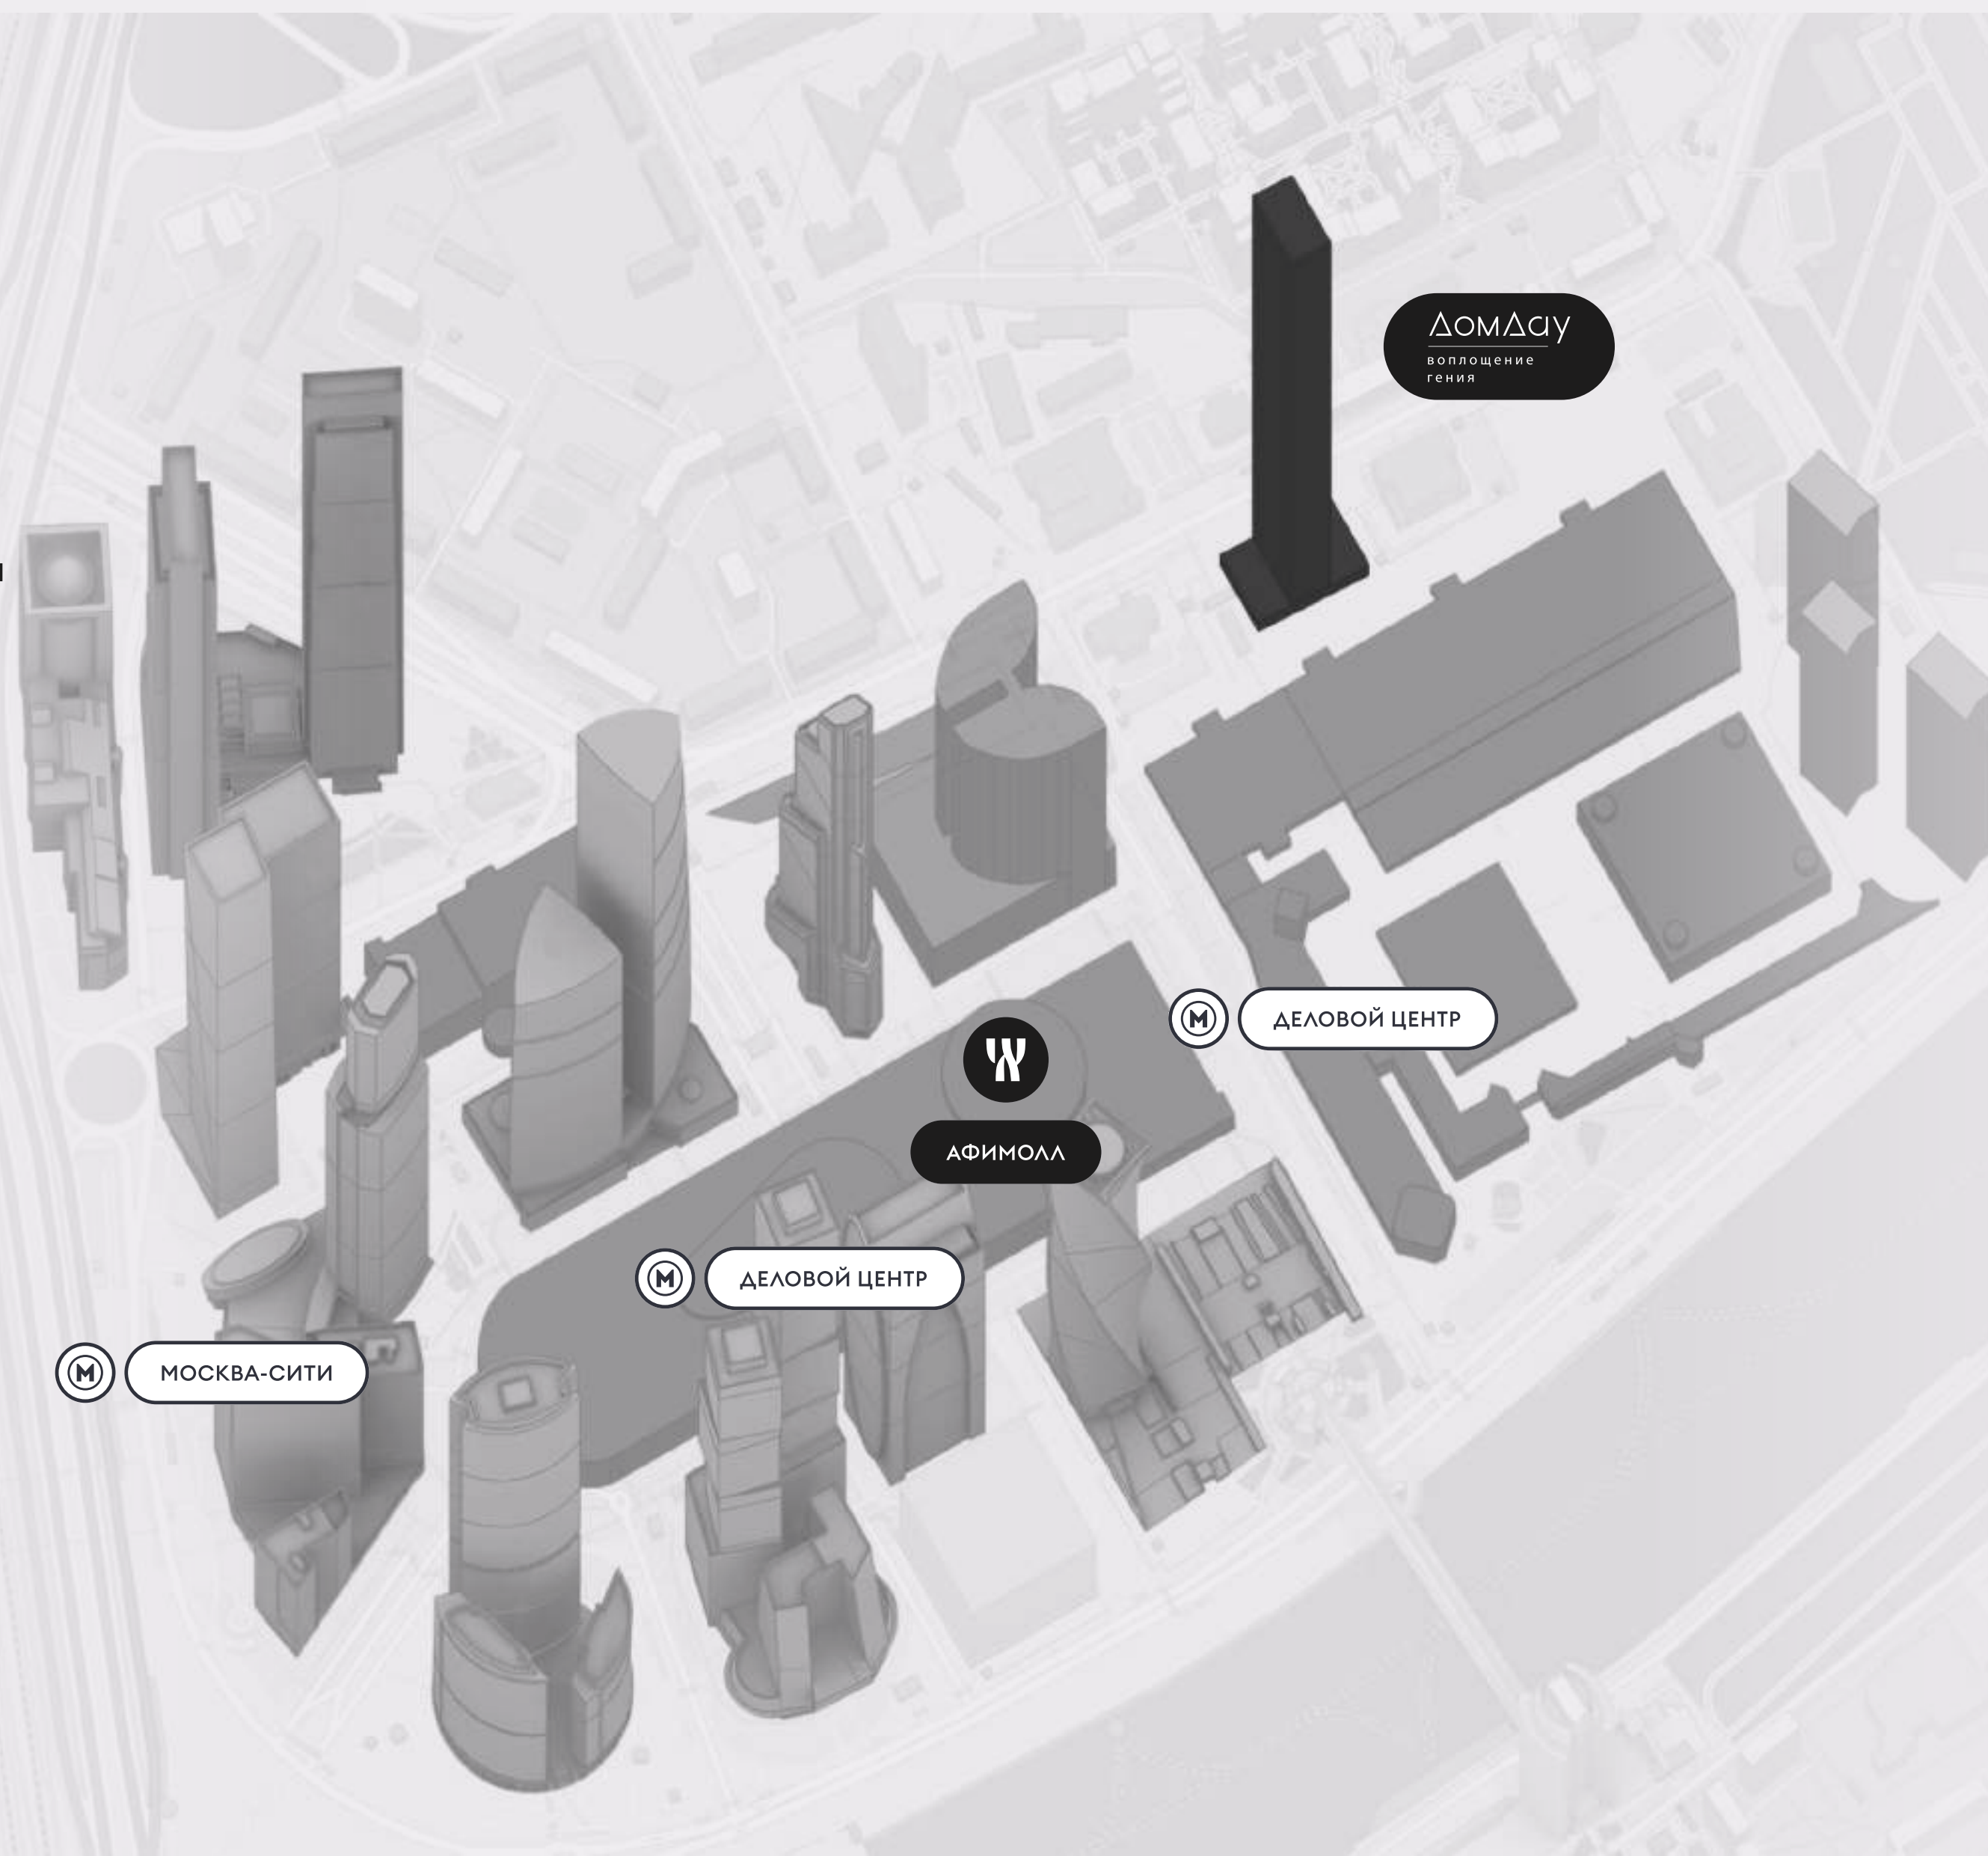 ДОМДАУ
воплощение
гения
М
ДЕЛОВОЙ ЦЕНТР
АФИМОЛЛ
М
ДЕЛОВОЙ ЦЕНТР
М
МОСКВА-СИТИ